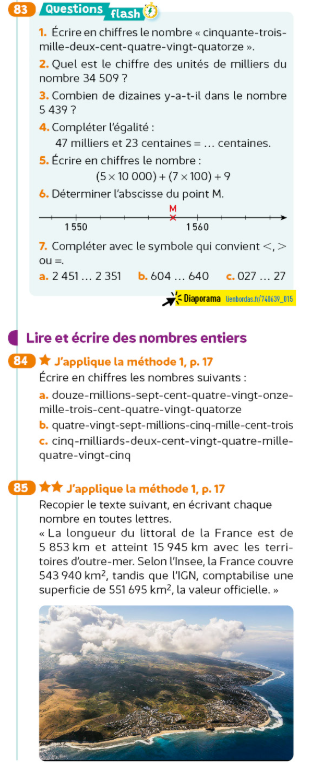 83 Questions flash
1. Écrire en chiffres le nombre « cinquante-trois-
mille-deux-cent-quatre-vingt-quatorze ».
2. Quel est le chiffre des unités de milliers du
nombre 34 509 ?
3. Combien de dizaines y-a-t-il dans le nombre
5 439 ?
4. Compléter l'égalité :
47 milliers et 23 centaines = ... centaines.
5. Écrire en chiffres le nombre :
(5 × 10 000) + (7 × 100) + 9
6. Déterminer l'abscisse du point M.
M
1 550 1 560
7. Compléter avec le symbole qui convient <, >
ou =.
a. 2 451 ... 2 351 b. 604 ... 640 c. 027 ... 27
Diaporama lienbordas.fr/740639_015
Lire et écrire des nombres entiers
84 J'applique la méthode 1, p. 17
Écrire en chiffres les nombres suivants :
a. douze-millions-sept-cent-quatre-vingt-onze-
mille-trois-cent-quatre-vingt-quatorze
b. quatre-vingt-sept-millions-cinq-mille-cent-trois
c. cinq-milliards-deux-cent-vingt-quatre-mille-
quatre-vingt-cinq
85 J'applique la méthode 1, p. 17
Recopier le texte suivant, en écrivant chaque
nombre en toutes lettres.
« La longueur du littoral de la France est de
5 853 km et atteint 15 945 km avec les terri-
toires d'outre-mer. Selon l'Insee, la France couvre
543 940 km², tandis que l'IGN, comptabilise une
superficie de 551 695 km², la valeur officielle. »